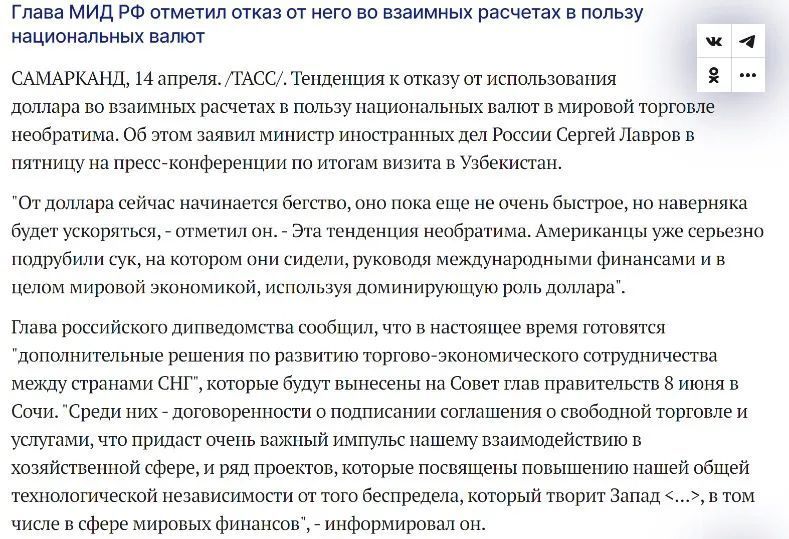 Глава МИД РФ отметил отказ от него во взаимных расчетах в пользу
национальных валют
САМАРКАНД, 14 апреля. /ТАСС/. Тенденция к отказу от использования
доллара во взаимных расчетах в пользу национальных валют в мировой торговле
необратима. Об этом заявил министр иностранных дел России Сергей Лавров в
пятницу на пресс-конференции по итогам визита в Узбекистан.
"От доллара сейчас начинается бегство, оно пока еще не очень быстрое, но наверняка
будет ускоряться, - отметил он. - Эта тенденция необратима. Американцы уже серьезно
подрубили сук, на котором они сидели, руководя международными финансами и в
целом мировой экономикой, используя доминирующую роль доллара".
Глава российского дипведомства сообщил, что в настоящее время готовятся
"дополнительные решения по развитию торгово-экономического сотрудничества
между странами СНГ", которые будут вынесены на Совет глав правительств 8 июня в
Сочи. "Среди них - договоренности о подписании соглашения о свободной торговле и
услугами, что придаст очень важный импульс нашему взаимодействию в
хозяйственной сфере, и ряд проектов, которые посвящены повышению нашей общей
технологической независимости от того беспредела, который творит Запад <...>, в том
числе в сфере мировых финансов", - информировал он.